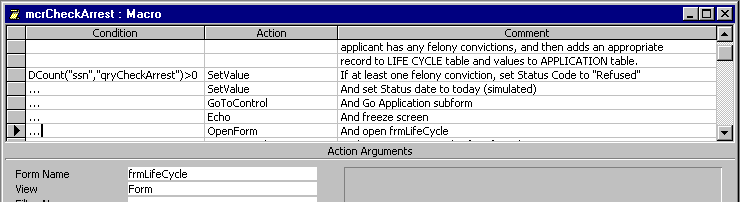 mcrCheckArrest : Macro
Condition Action Comment
applicant has any felony convictions, and then adds an appropriate
record to LIFE CYCLE table and values to APPLICATION table.
DCount("ssn","qryCheckArrest")>0 SetValue If at least one felony conviction, set Status Code to "Refused"
... SetValue And set Status date to today (simulated)
... GoToControl And Go Application subform
... Echo And freeze screen
... OpenForm And open frmLifeCycle
Action Arguments
Form Name frmLifeCycle
View Form